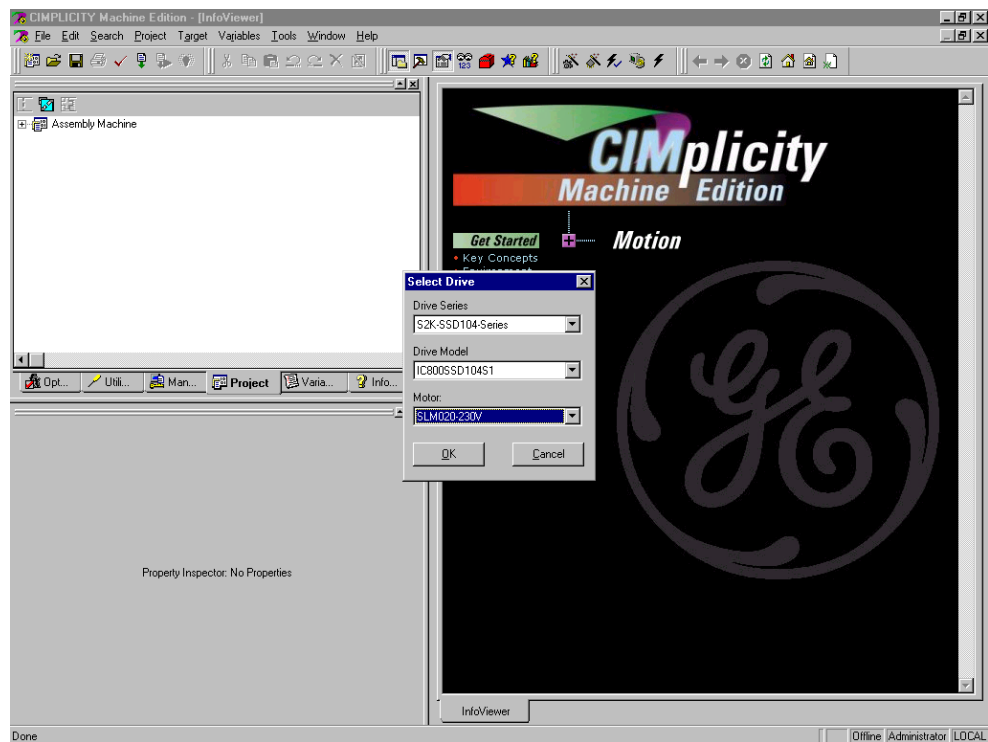 CIMPLICITY Machine Edition - [InfoViewer]
File Edit Search Project Target Variables Tools Window Help
Assembly Machine
Opt... Utili... Man... Project Varia... Info...
Property Inspector: No Properties
CIMplicity
Machine Edition
Get Started
Motion
• Key Concepts
Select Drive
Drive Series
S2K-SSD104-Series
Drive Model
IC800SSD104S1
Motor:
SLM020-230V
OK Cancel
GE
InfoViewer
Done
Offline Administrator LOCAL